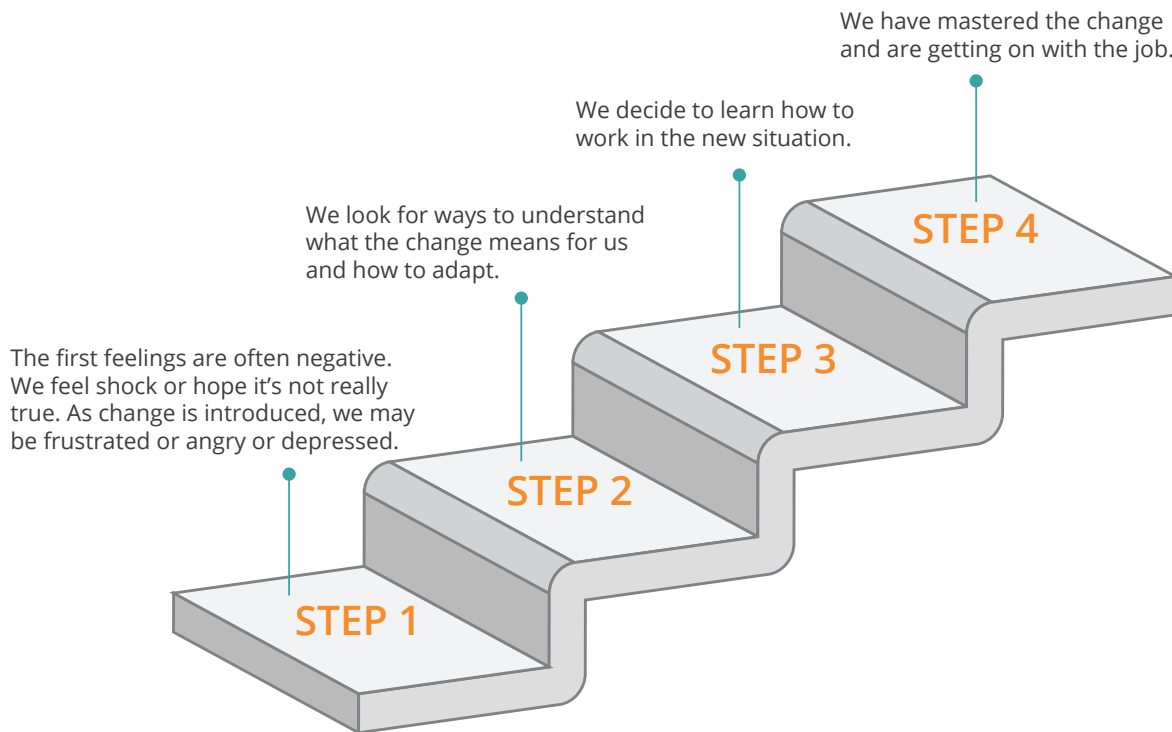 We have mastered the change
and are getting on with the job.
We decide to learn how to
work in the new situation.
We look for ways to understand
what the change means for us
and how to adapt.
The first feelings are often negative.
We feel shock or hope it’s not really
true. As change is introduced, we may
be frustrated or angry or depressed.
STEP 4
STEP 3
STEP 2
STEP 1